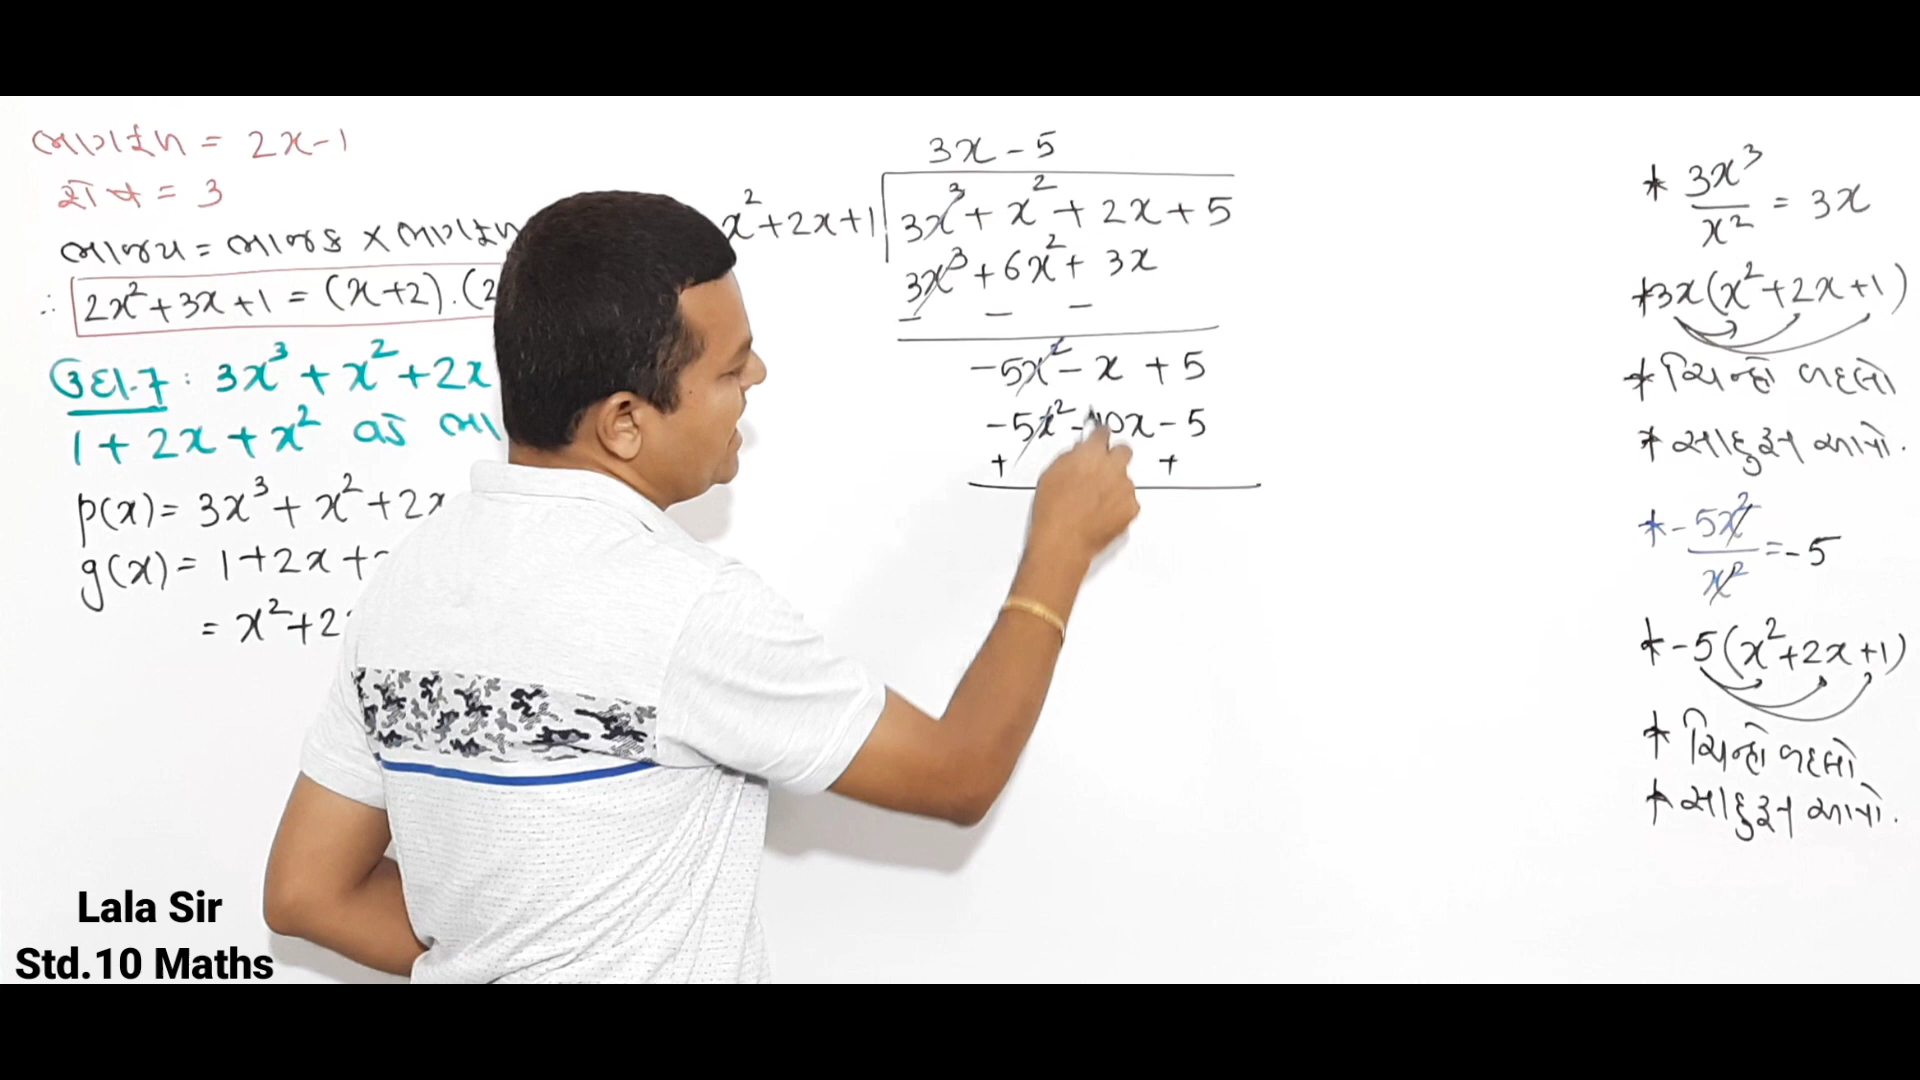 ભાગફળ = 2x-1
શેષ = 3
ભાજ્ય = ભાજક × ભાગફળ
∴ 2x²+3x+1 = (x+2).(2
ઉદા.7: 3x³+x²+2x
1+2x+x² વડે ભા
p(x)= 3x³+x²+2x
g(x)= 1+2x+
= x²+2
3x-5
x²+2x+1 3x³+x²+2x+5
3x³+6x²+3x
- - -
-5x²-x+5
-5x²-10x-5
+ +
* 3x³/x² = 3x
*3x(x²+2x+1)
* ચિન્હો બદલો
* સાદુરૂપ આપો.
* -5x²/x² =-5
* -5(x²+2x+1)
* ચિન્હો બદલો
* સાદુરૂપ આપો.
Lala Sir
Std.10 Maths